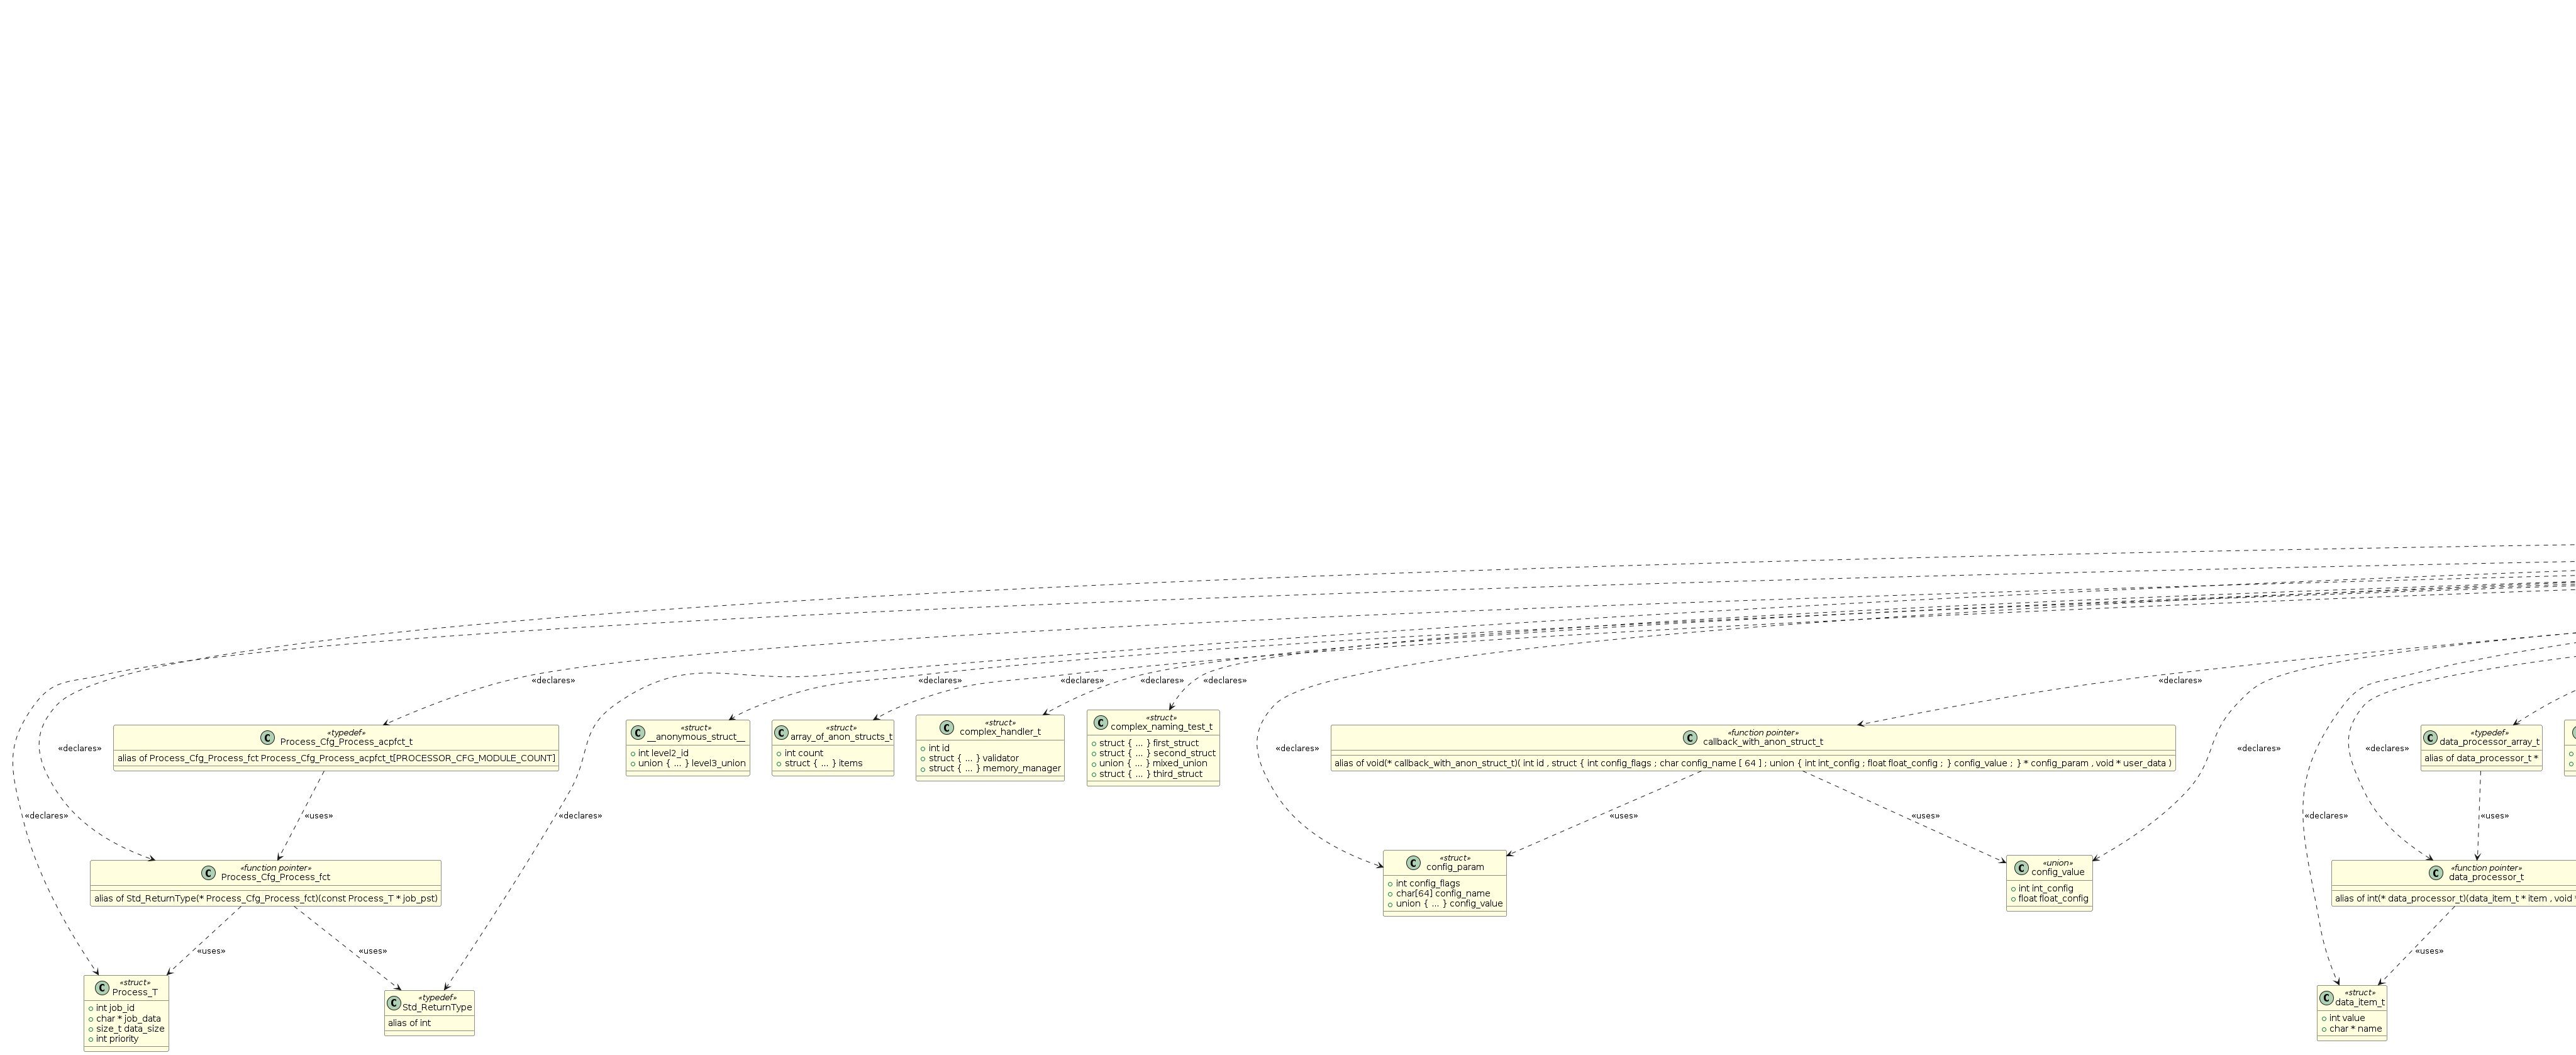 «declares»
«declares»
«declares»
«declares»
«declares»
«declares»
C
«typedef»
Process_Cfg_Process_acpfct_t
alias of Process_Cfg_Process_fct Process_Cfg_Process_acpfct_t[PROCESSOR_CFG_MODULE_COUNT]
C
«struct»
__anonymous_struct__
int level2_id
union { ... } level3_union
C
«struct»
array_of_anon_structs_t
int count
struct { ... } items
C
«struct»
complex_handler_t
int id
struct { ... } validator
struct { ... } memory_manager
C
«struct»
complex_naming_test_t
struct { ... } first_struct
struct { ... } second_struct
union { ... } mixed_union
struct { ... } third_struct
C
«function pointer»
callback_with_anon_struct_t
alias of void(* callback_with_anon_struct_t)( int id , struct { int config_flags ; char config_name [ 64 ] ; union { int int_config ; float float_config ; } config_value ; } * config_param , void * user_data )
C
«typedef»
data_processor_array_t
alias of data_processor_t *
«declares»
«declares»
«declares»
«declares»
«declares»
«uses»
«declares»
«uses»
«uses»
«declares»
«uses»
C
«function pointer»
Process_Cfg_Process_fct
alias of Std_ReturnType(* Process_Cfg_Process_fct)(const Process_T * job_pst)
C
«struct»
config_param
int config_flags
char[64] config_name
union { ... } config_value
C
«union»
config_value
int int_config
float float_config
C
«function pointer»
data_processor_t
alias of int(* data_processor_t)(data_item_t * item , void
«uses»
«uses»
«uses»
C
«struct»
Process_T
int job_id
char * job_data
size_t data_size
int priority
C
«typedef»
Std_ReturnType
alias of int
C
«struct»
data_item_t
int value
char * name